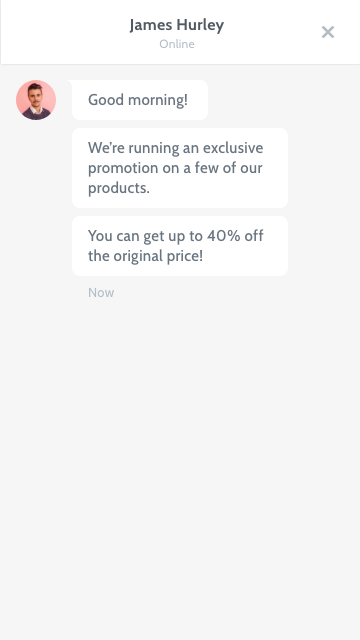 James Hurley
Online
Good morning!
We're running an exclusive
promotion on a few of our
products.
You can get up to 40% off
the original price!
Now